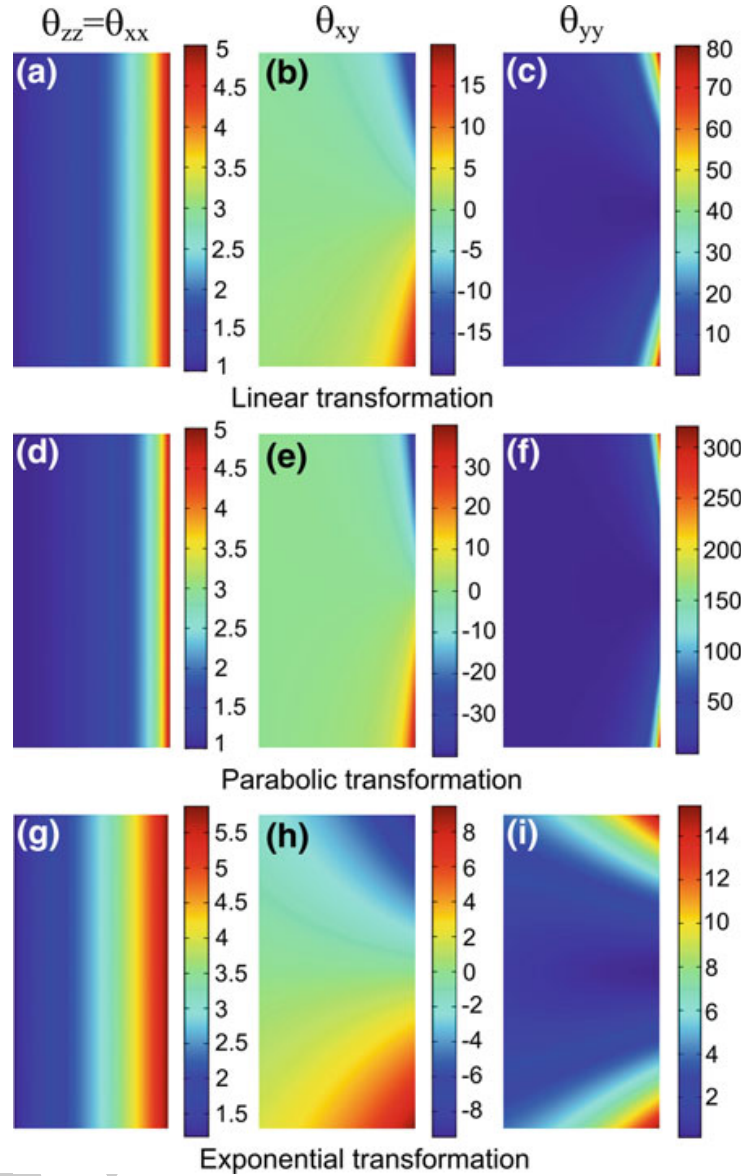 θzz=θxx θxy θyy
(a) 5 4.5 4 3.5 3 2.5 2 1.5 1
(b) 15 10 5 0 -5 -10 -15
(c) 80 70 60 50 40 30 20 10
Linear transformation
(d) 5 4.5 4 3.5 3 2.5 2 1.5 1
(e) 30 20 10 0 -10 -20 -30
(f) 300 250 200 150 100 50
Parabolic transformation
(g) 5.5 5 4.5 4 3.5 3 2.5 2 1.5
(h) 8 6 4 2 0 -2 -4 -6 -8
(i) 14 12 10 8 6 4 2
Exponential transformation